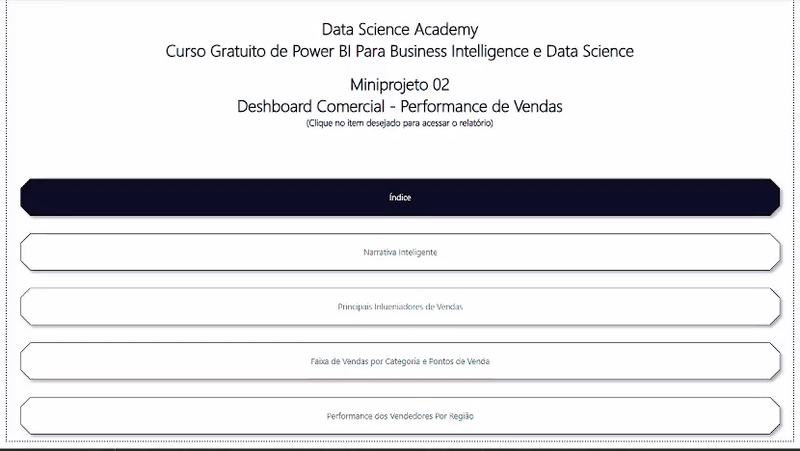 Data Science Academy
Curso Gratuito de Power BI Para Business Intelligence e Data Science
Miniprojeto 02
Deshboard Comercial - Performance de Vendas
(Clique no item desejado para acessar o relatório)
Índice
Narrativa Inteligente
Principais Inlueniadores de Vendas
Faixa de Vendas por Categoria e Pontos de Venda
Performance dos Vendedores Por Região